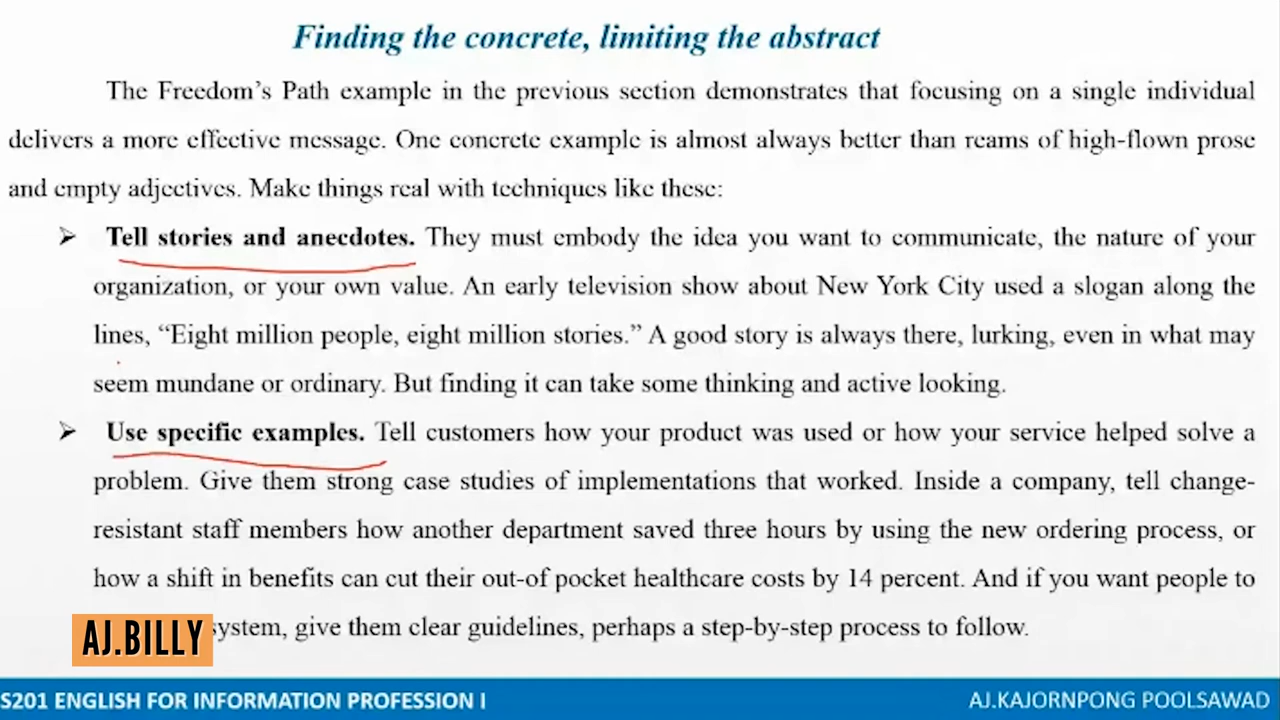 Finding the concrete, limiting the abstract
The Freedom's Path example in the previous section demonstrates that focusing on a single individual
delivers a more effective message. One concrete example is almost always better than reams of high-flown prose
and empty adjectives. Make things real with techniques like these:
➢ Tell stories and anecdotes. They must embody the idea you want to communicate, the nature of your
organization, or your own value. An early television show about New York City used a slogan along the
lines, “Eight million people, eight million stories.” A good story is always there, lurking, even in what may
seem mundane or ordinary. But finding it can take some thinking and active looking.
➢ Use specific examples. Tell customers how your product was used or how your service helped solve a
problem. Give them strong case studies of implementations that worked. Inside a company, tell change-
resistant staff members how another department saved three hours by using the new ordering process, or
how a shift in benefits can cut their out-of pocket healthcare costs by 14 percent. And if you want people to
system, give them clear guidelines, perhaps a step-by-step process to follow.
AJ.BILLY
S201 ENGLISH FOR INFORMATION PROFESSION I
AJ.KAJORNPONG POOLSAWAD